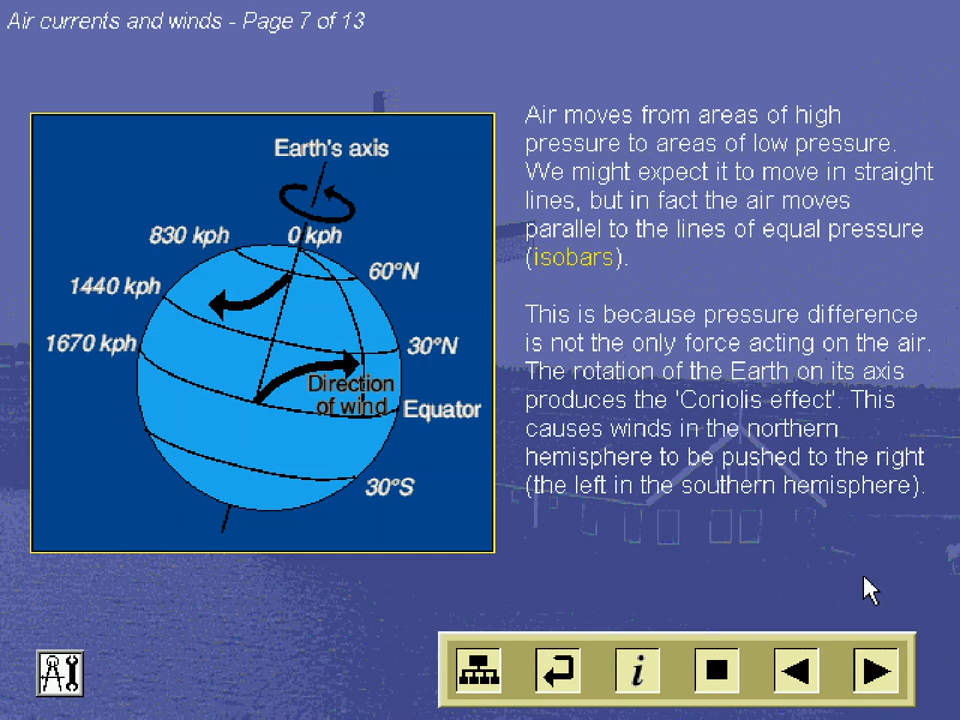 Air currents and winds - Page 7 of 13
Earth's axis
830 kph
0 kph
60°N
1440 kph
1670 kph
30°N
Direction
of wind
Equator
30°S
Air moves from areas of high
pressure to areas of low pressure.
We might expect it to move in straight
lines, but in fact the air moves
parallel to the lines of equal pressure
(isobars).
This is because pressure difference
is not the only force acting on the air.
The rotation of the Earth on its axis
produces the 'Coriolis effect'. This
causes winds in the northern
hemisphere to be pushed to the right
(the left in the southern hemisphere).
i